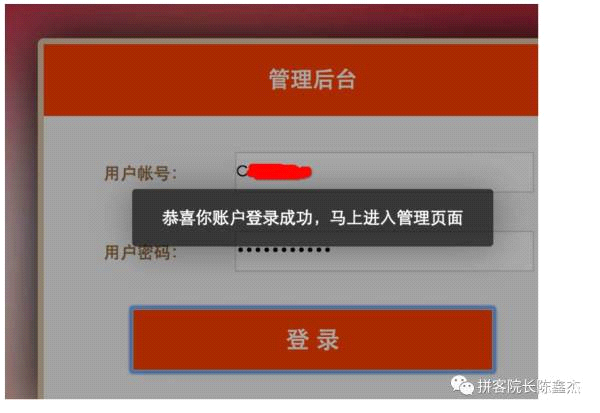 管理后台
用户帐号：
C
恭喜你账户登录成功，马上进入管理页面
用户密码：
•••••••••••
登 录
拼客院长陈鑫杰